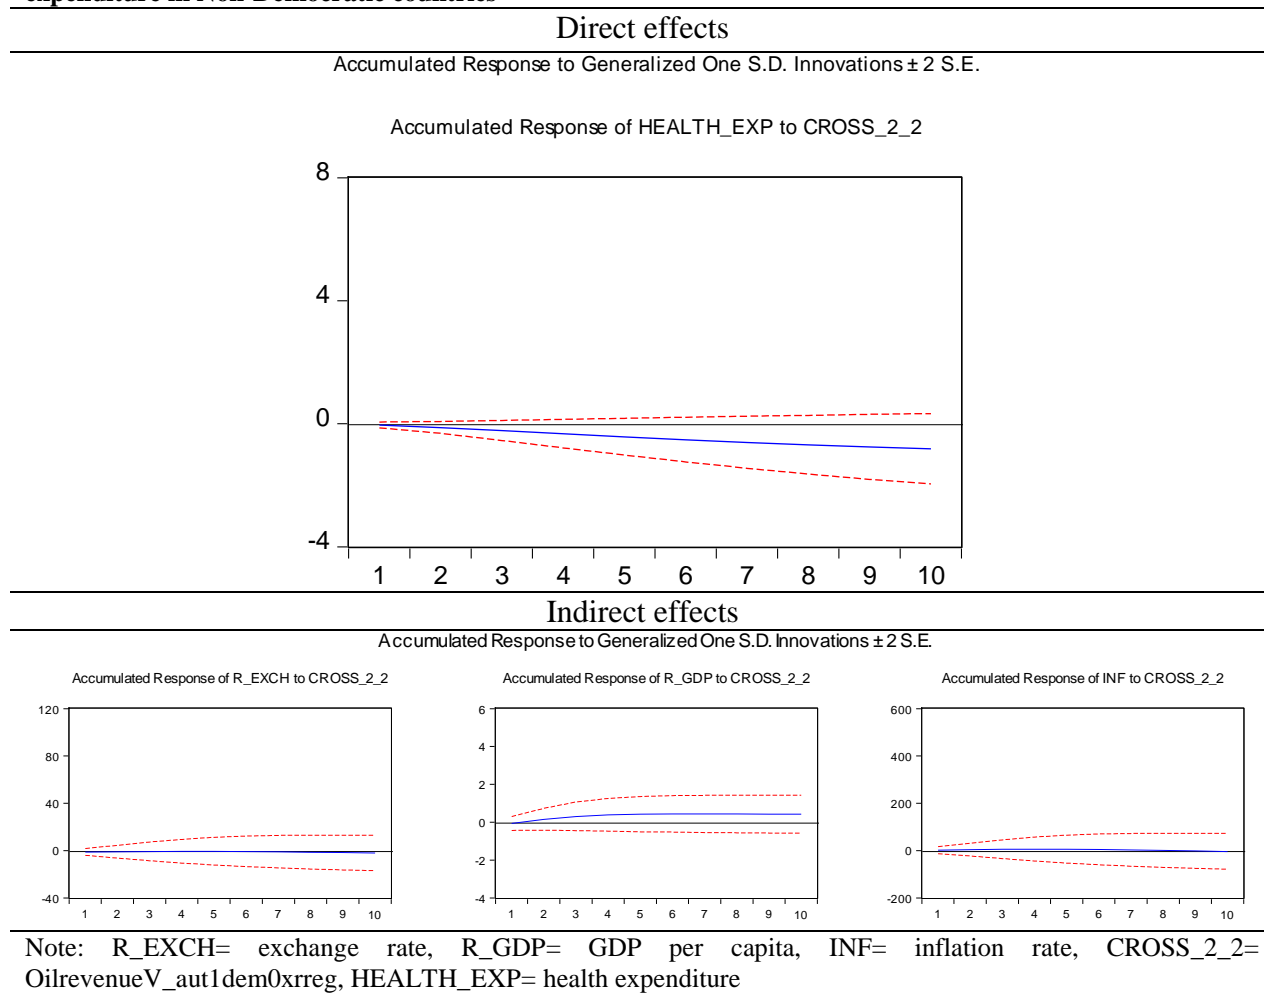 expenditure in Non-Democratic countries
Direct effects
Accumulated Response to Generalized One S.D. Innovations ± 2 S.E.
Accumulated Response of HEALTH_EXP to CROSS_2_2
8
4
0
-4
1 2 3 4 5 6 7 8 9 10
Indirect effects
Accumulated Response to Generalized One S.D. Innovations ± 2 S.E.
Accumulated Response of R_EXCH to CROSS_2_2
120
80
40
0
-40
1 2 3 4 5 6 7 8 9 10
Accumulated Response of R_GDP to CROSS_2_2
6
4
2
0
-2
-4
1 2 3 4 5 6 7 8 9 10
Accumulated Response of INF to CROSS_2_2
600
400
200
0
-200
1 2 3 4 5 6 7 8 9 10
Note: R_EXCH= exchange rate, R_GDP= GDP per capita, INF= inflation rate, CROSS_2_2=
OilrevenueV_aut1dem0xrreg, HEALTH_EXP= health expenditure